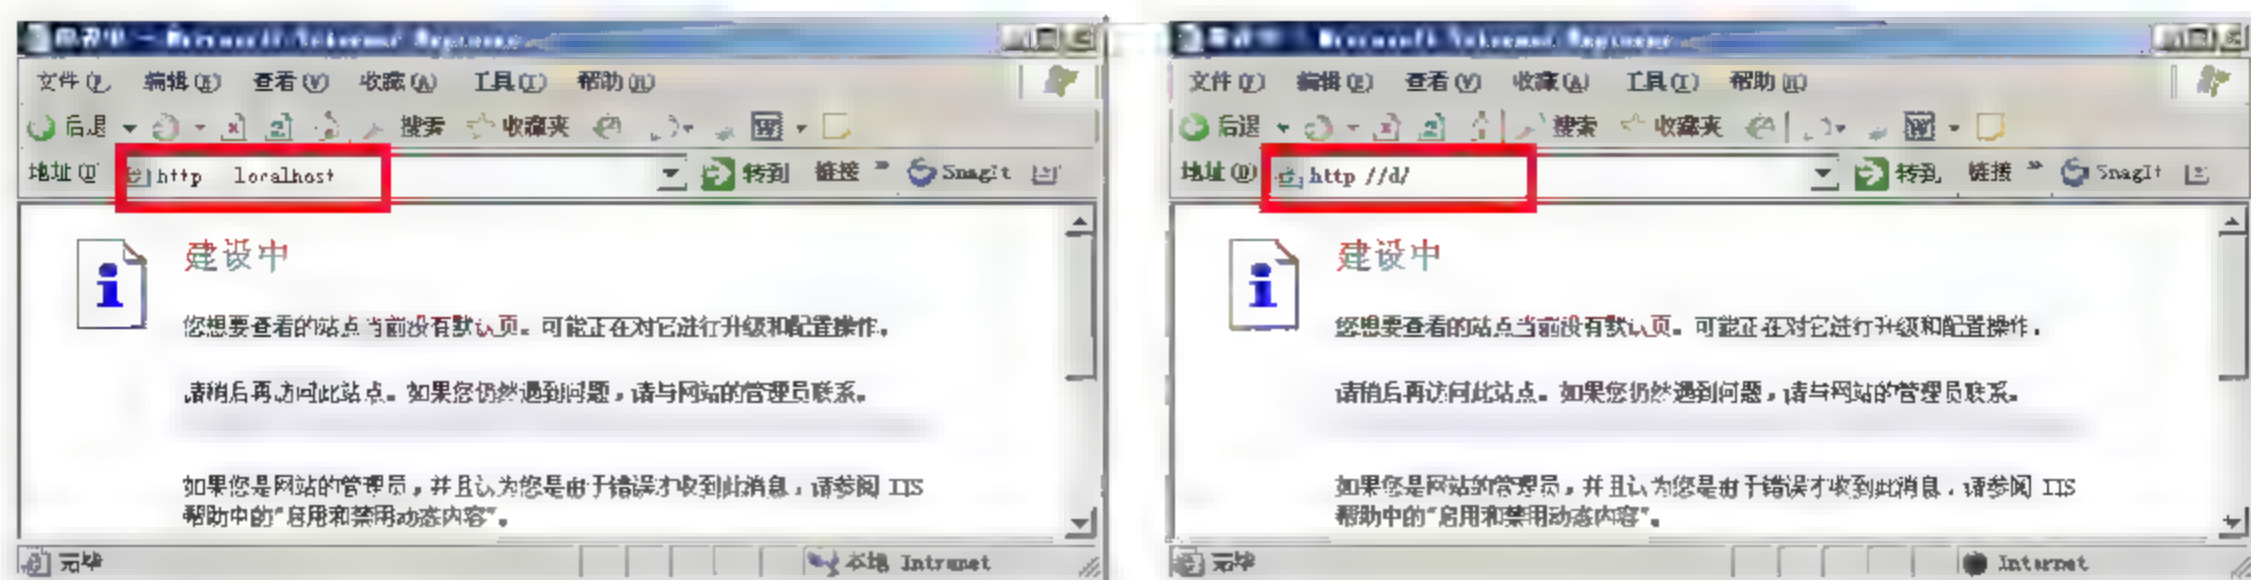 文件(F) 编辑(E) 查看(V) 收藏(A) 工具(T) 帮助(H)
后退 搜索 收藏夹
地址(D) http localhost 转到 链接 » SnagIt
建设中
您想要查看的站点当前没有默认页。可能正在对它进行升级和配置操作。
请稍后再访问此站点。如果您仍然遇到问题，请与网站的管理员联系。
如果您是网站的管理员，并且认为您是由于错误才收到此消息，请参阅 IIS
帮助中的“启用和禁用动态内容”。
完毕 本地 Intranet
文件(F) 编辑(E) 查看(V) 收藏(A) 工具(T) 帮助(H)
后退 搜索 收藏夹
地址(D) http //d/ 转到 链接 » SnagIt
建设中
您想要查看的站点当前没有默认页。可能正在对它进行升级和配置操作。
请稍后再访问此站点。如果您仍然遇到问题，请与网站的管理员联系。
如果您是网站的管理员，并且认为您是由于错误才收到此消息，请参阅 IIS
帮助中的“启用和禁用动态内容”。
完毕 Internet